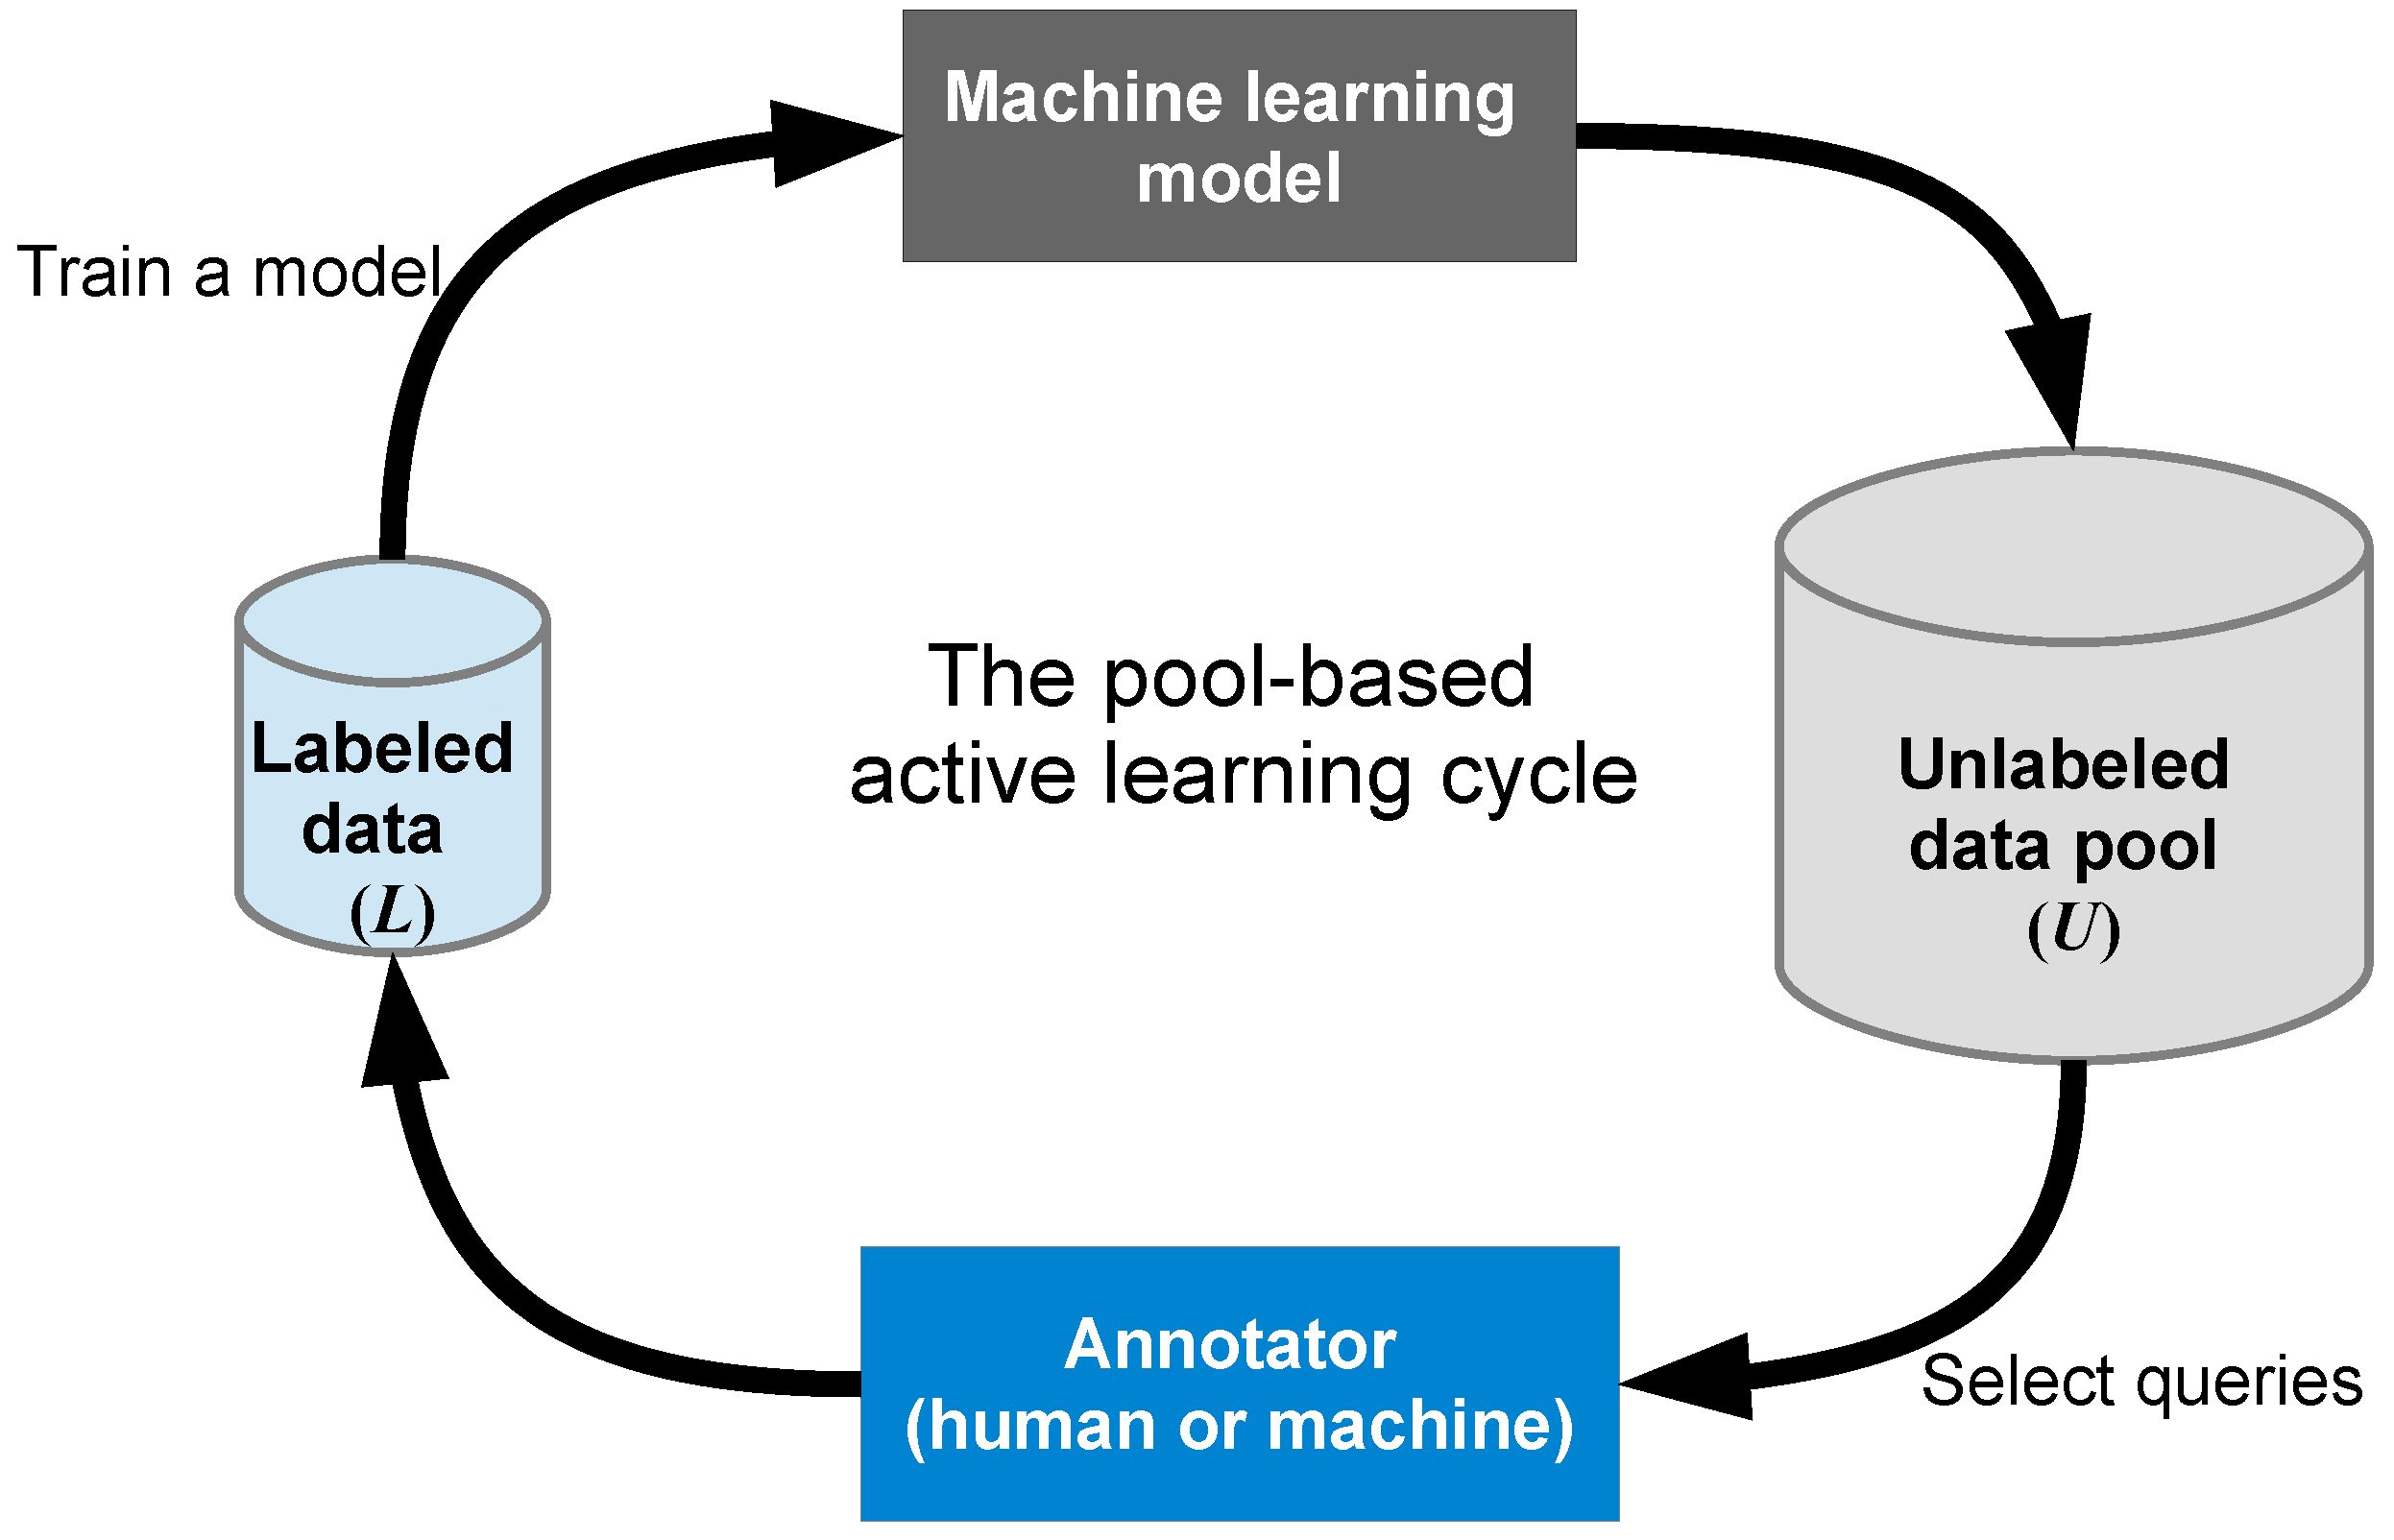 Machine learning
model
Train a model
The pool-based
active learning cycle
Labeled
data
(L)
Unlabeled
data pool
(U)
Annotator
(human or machine)
Select queries